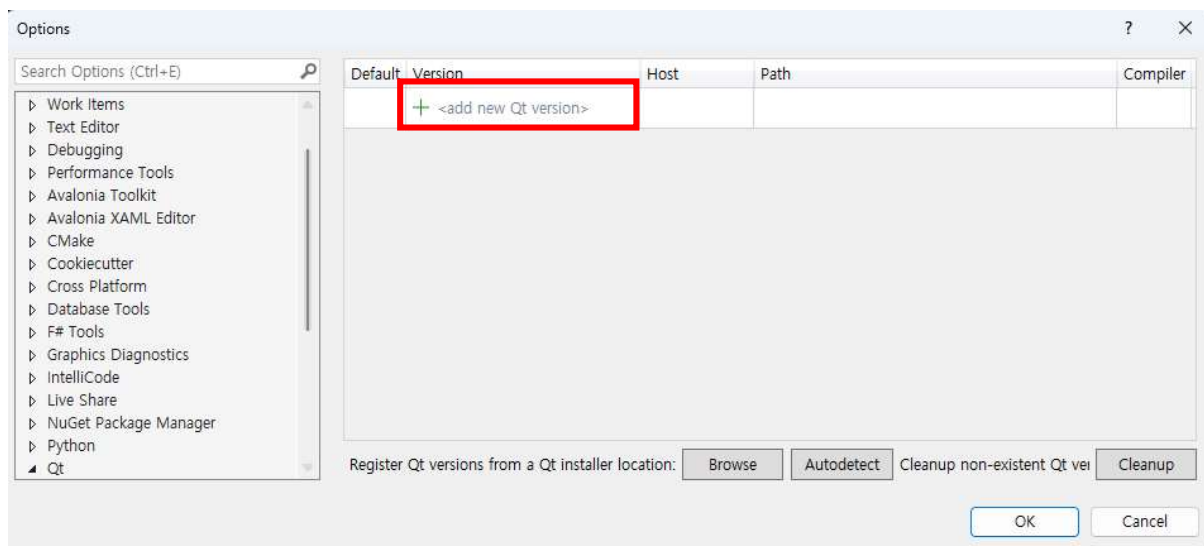 Options
?
Search Options (Ctrl+E)
Work Items
Text Editor
Debugging
Performance Tools
Avalonia Toolkit
Avalonia XAML Editor
CMake
Cookiecutter
Cross Platform
Database Tools
F# Tools
Graphics Diagnostics
IntelliCode
Live Share
NuGet Package Manager
Python
Qt
Default Version Host Path Compiler
+ <add new Qt version>
Register Qt versions from a Qt installer location: Browse Autodetect Cleanup non-existent Qt ver Cleanup
OK Cancel